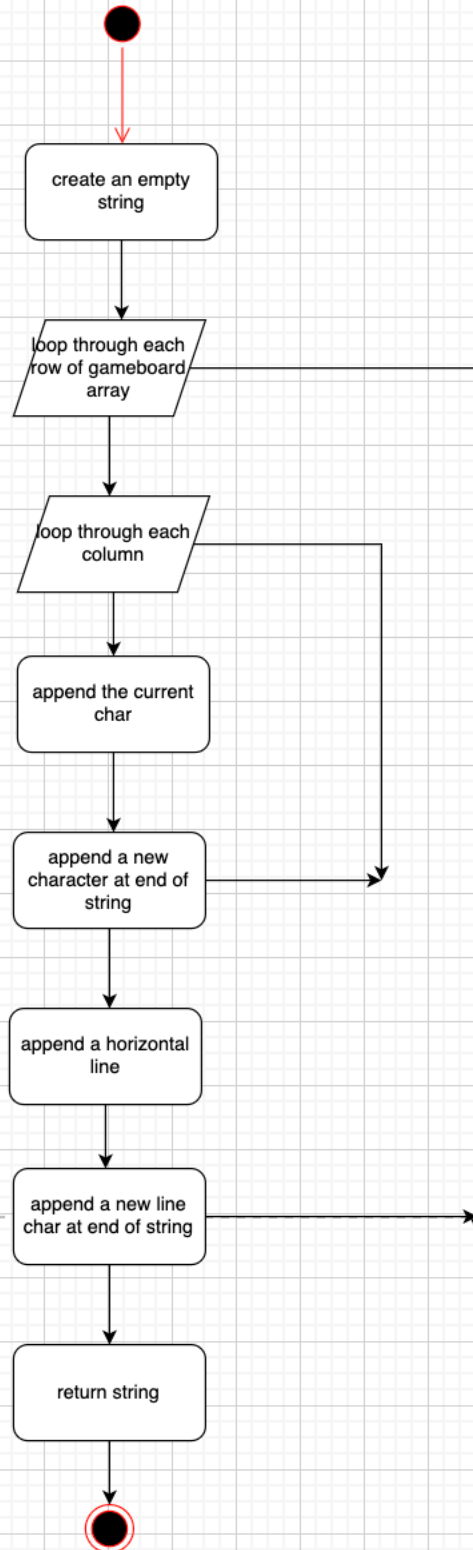 create an empty
string
loop through each
row of gameboard
array
loop through each
column
append the current
char
append a new
character at end of
string
append a horizontal
line
append a new line
char at end of string
return string